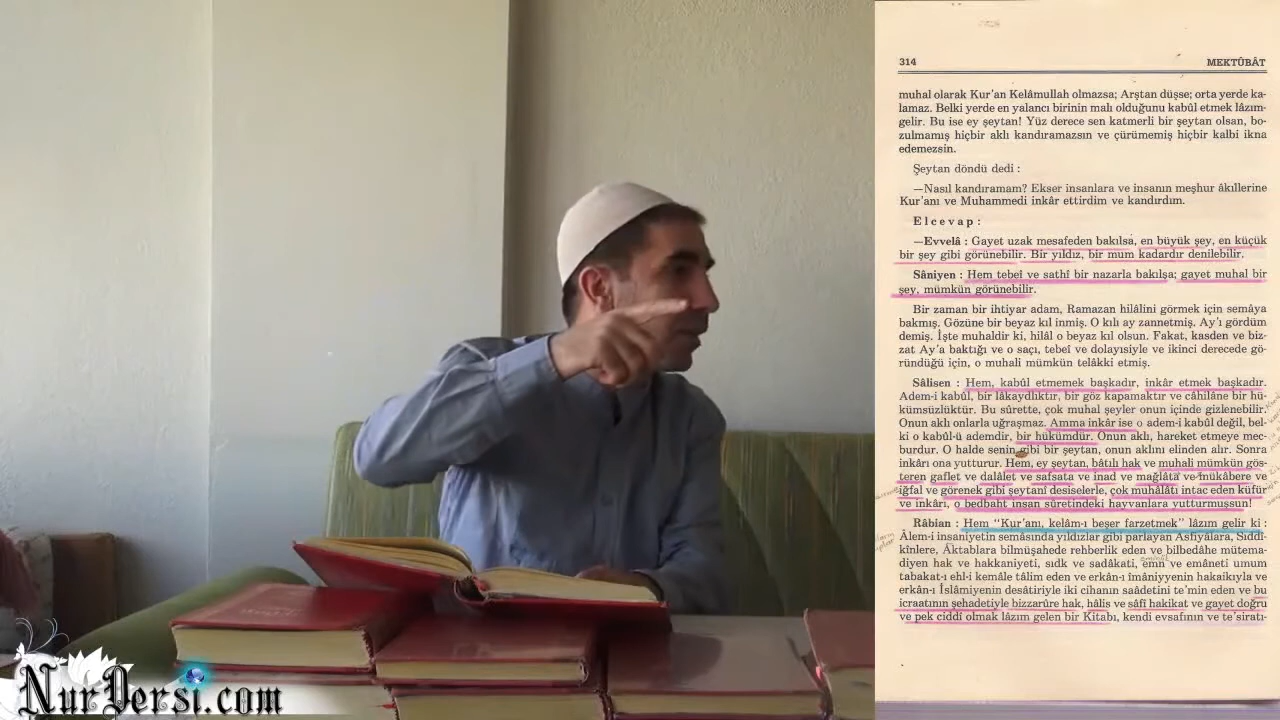 314 MEKTÛBÂT
muhal olarak Kur'an Kelâmullah olmazsa; Arştan düşse; orta yerde ka-
lamaz. Belki yerde en yalancı birinin malı olduğunu kabûl etmek lâzım-
gelir. Bu ise ey şeytan! Yüz derece sen katmerli bir şeytan olsan, bo-
zulmamış hiçbir aklı kandıramazsın ve çürümemiş hiçbir kalbi ikna
edemezsin.
Şeytan döndü dedi :
—Nasıl kandıramam? Ekser insanlara ve insanın meşhur âkıllerine
Kur'anı ve Muhammedi inkâr ettirdim ve kandırdım.
Elcevap :
—Evvelâ : Gayet uzak mesafeden bakılsa, en büyük şey, en küçük
bir şey gibi görünebilir. Bir yıldız, bir mum kadardır denilebilir.
Sâniyen : Hem tebeî ve sathî bir nazarla bakılşa; gayet muhal bir
şey, mümkün görünebilir.
Bir zaman bir ihtiyar adam, Ramazan hilâlini görmek için semâya
bakmış. Gözüne bir beyaz kıl inmiş. O kılı ay zannetmiş. Ay'ı gördüm
demiş. İşte muhaldir ki, hilâl o beyaz kıl olsun. Fakat, kasden ve biz-
zat Ay'a baktığı ve o saçı, tebeî ve dolayısiyle ve ikinci derecede gö-
ründüğü için, o muhali mümkün telâkki etmiş.
Sâlisen : Hem, kabûl etmemek başkadır, inkâr etmek başkadır.
Adem-i kabûl, bir lâkaydlıktır, bir göz kapamaktır ve câhilâne bir hü-
kümsüzlüktür. Bu sûrette, çok muhal şeyler onun içinde gizlenebilir.
Onun aklı onlarla uğraşmaz. Amma inkâr ise o adem-i kabûl değil, bel-
ki o kabûl-ü ademdir, bir hükümdür. Onun aklı, hareket etmeye mec-
burdur. O halde senin gibi bir şeytan, onun aklını elinden alır. Sonra
inkârı ona yutturur. Hem, ey şeytan, bâtılı hak ve muhali mümkün gös-
teren gaflet ve dalâlet ve safsata ve inad ve mağlâta ve mükâbere ve
iğfal ve görenek gibi şeytanî desiselerle, çok muhâlâtı intac eden küfür
ve inkârı, o bedbaht insan sûretindeki hayvanlara yutturmuşsun!
Râbian : Hem "Kur'anı, kelâm-ı beşer farzetmek" lâzım gelir ki :
Âlem-i insaniyetin semâsında yıldızlar gibi parlayan Asfiyâlara, Sıddî-
kînlere, Aktablara bilmüşahede rehberlik eden ve bilbedahe mütema-
diyen hak ve hakkaniyeti, sıdk ve sadâkati, emn ve emâneti umum
tabakat-ı ehl-i kemâle tâlim eden ve erkân-ı îmâniyyenin hakaikıyla ve
erkân-ı İslâmiyenin desâtiriyle iki cihanın saâdetini te'min eden ve bu
icraatının şehadetiyle bizzarûre hak, hâlis ve sâfi hakikat ve gayet doğru
ve pek ciddî olmak lâzım gelen bir Kitabı, kendi evsafının ve te'siratı-
NurDersi.com